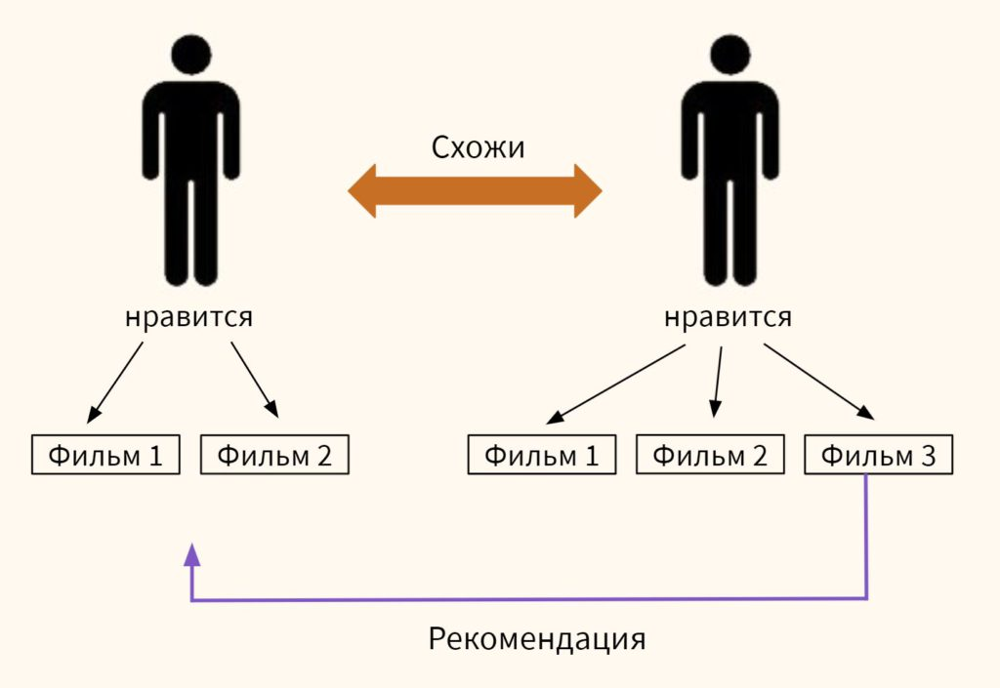 Схожи
нравится
нравится
Фильм 1
Фильм 2
Фильм 1
Фильм 2
Фильм 3
Рекомендация